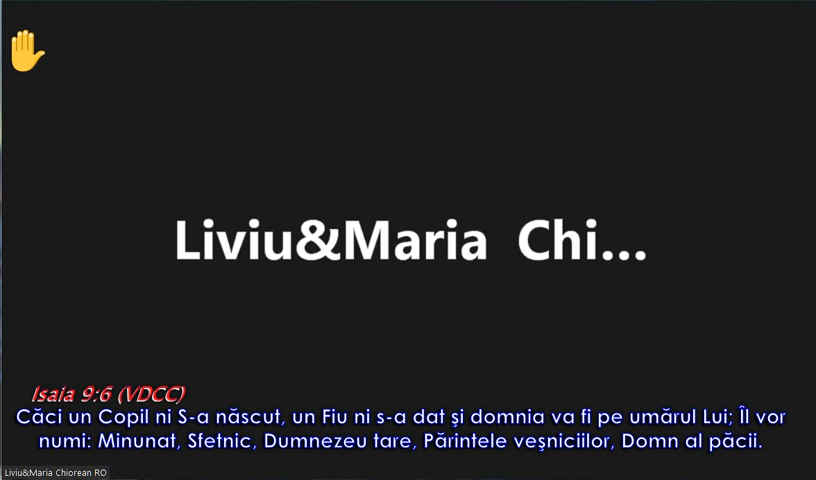 Liviu&Maria Chi...
Isaia 9:6 (VDCC)
Căci un Copil ni S-a născut, un Fiu ni s-a dat şi domnia va fi pe umărul Lui; Îl vor
numi: Minunat, Sfetnic, Dumnezeu tare, Părintele veşniciilor, Domn al păcii.
Liviu&Maria Chiorean RO